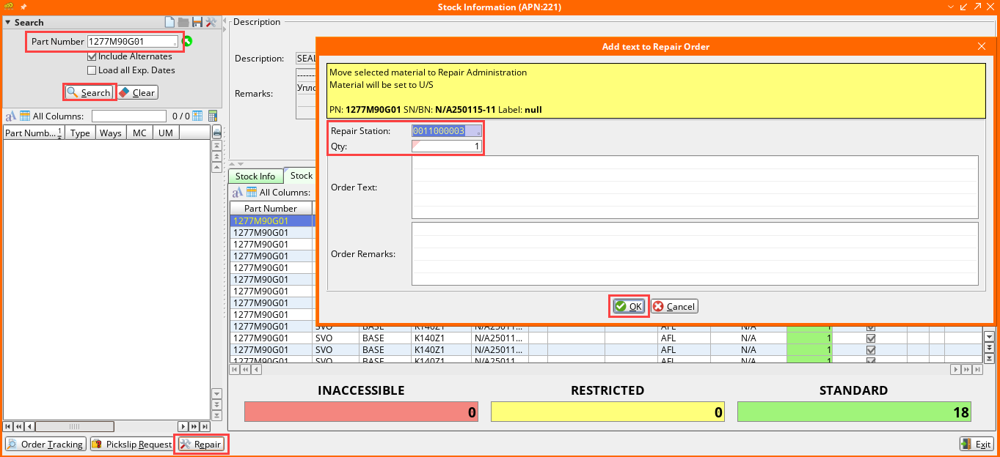 Stock Information (APN:221)
Search
Part Number 1277M90G01
Include Alternates
Load all Exp. Dates
Search Clear
All Columns: 0 / 0
Part Numb... 1 Type Ways MC UM
Description
Description: SEAL
Remarks:
-------
Упло
Add text to Repair Order
Move selected material to Repair Administration
Material will be set to U/S
PN: 1277M90G01 SN/BN: N/A250115-11 Label: null
Repair Station: 0011000003
Qty: 1
Order Text:
Order Remarks:
OK Cancel
Stock Info Stock
All Columns:
Part Number
1277M90G01
1277M90G01
1277M90G01
1277M90G01
1277M90G01
1277M90G01
1277M90G01
1277M90G01
1277M90G01
1277M90G01 SVO BASE K140Z1 N/A25011... AFL N/A 1
1277M90G01 SVO BASE K140Z1 N/A25011... AFL N/A 1
1277M90G01 SVO BASE K140Z1 N/A25011... AFL N/A 1
1277M90G01 SVO BASE K140Z1 N/A25011... AFL N/A 1
INACCESSIBLE RESTRICTED STANDARD
0 0 18
Order Tracking Pickslip Request Repair Exit